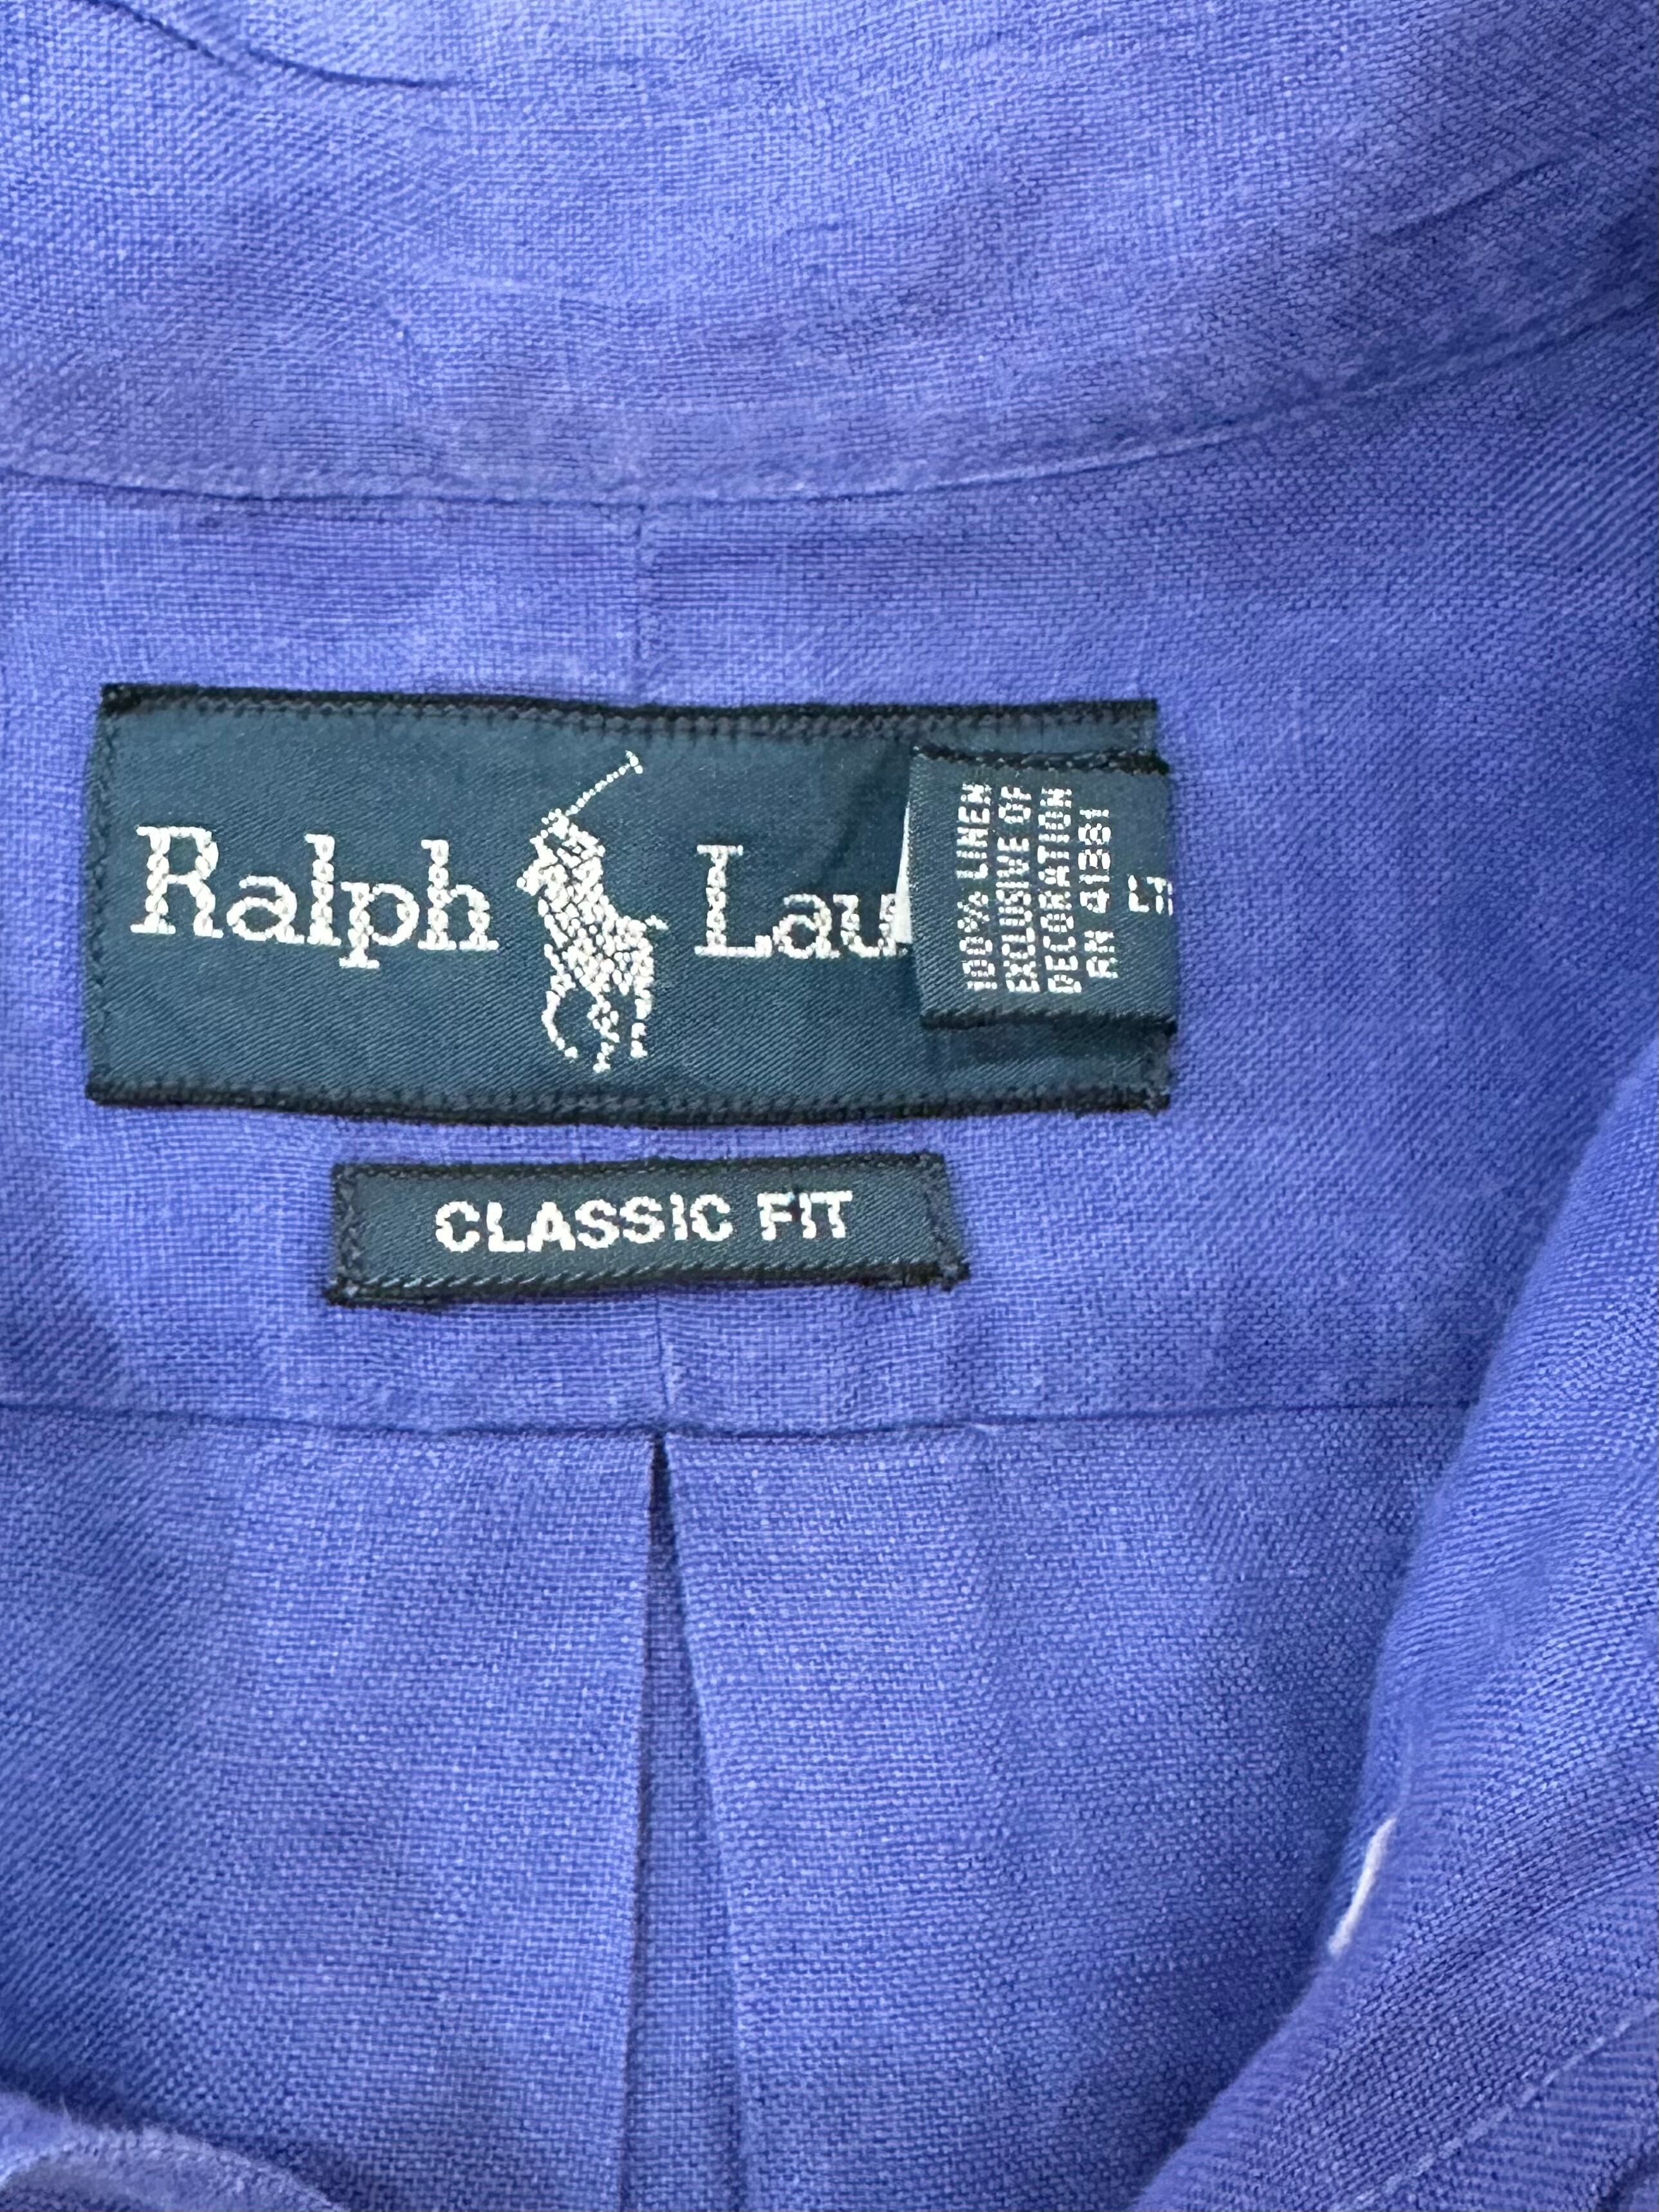 Ralph Lau
100% LINEN
EXCLUSIVE OF
DECORATION
RN 41381
CLASSIC FIT